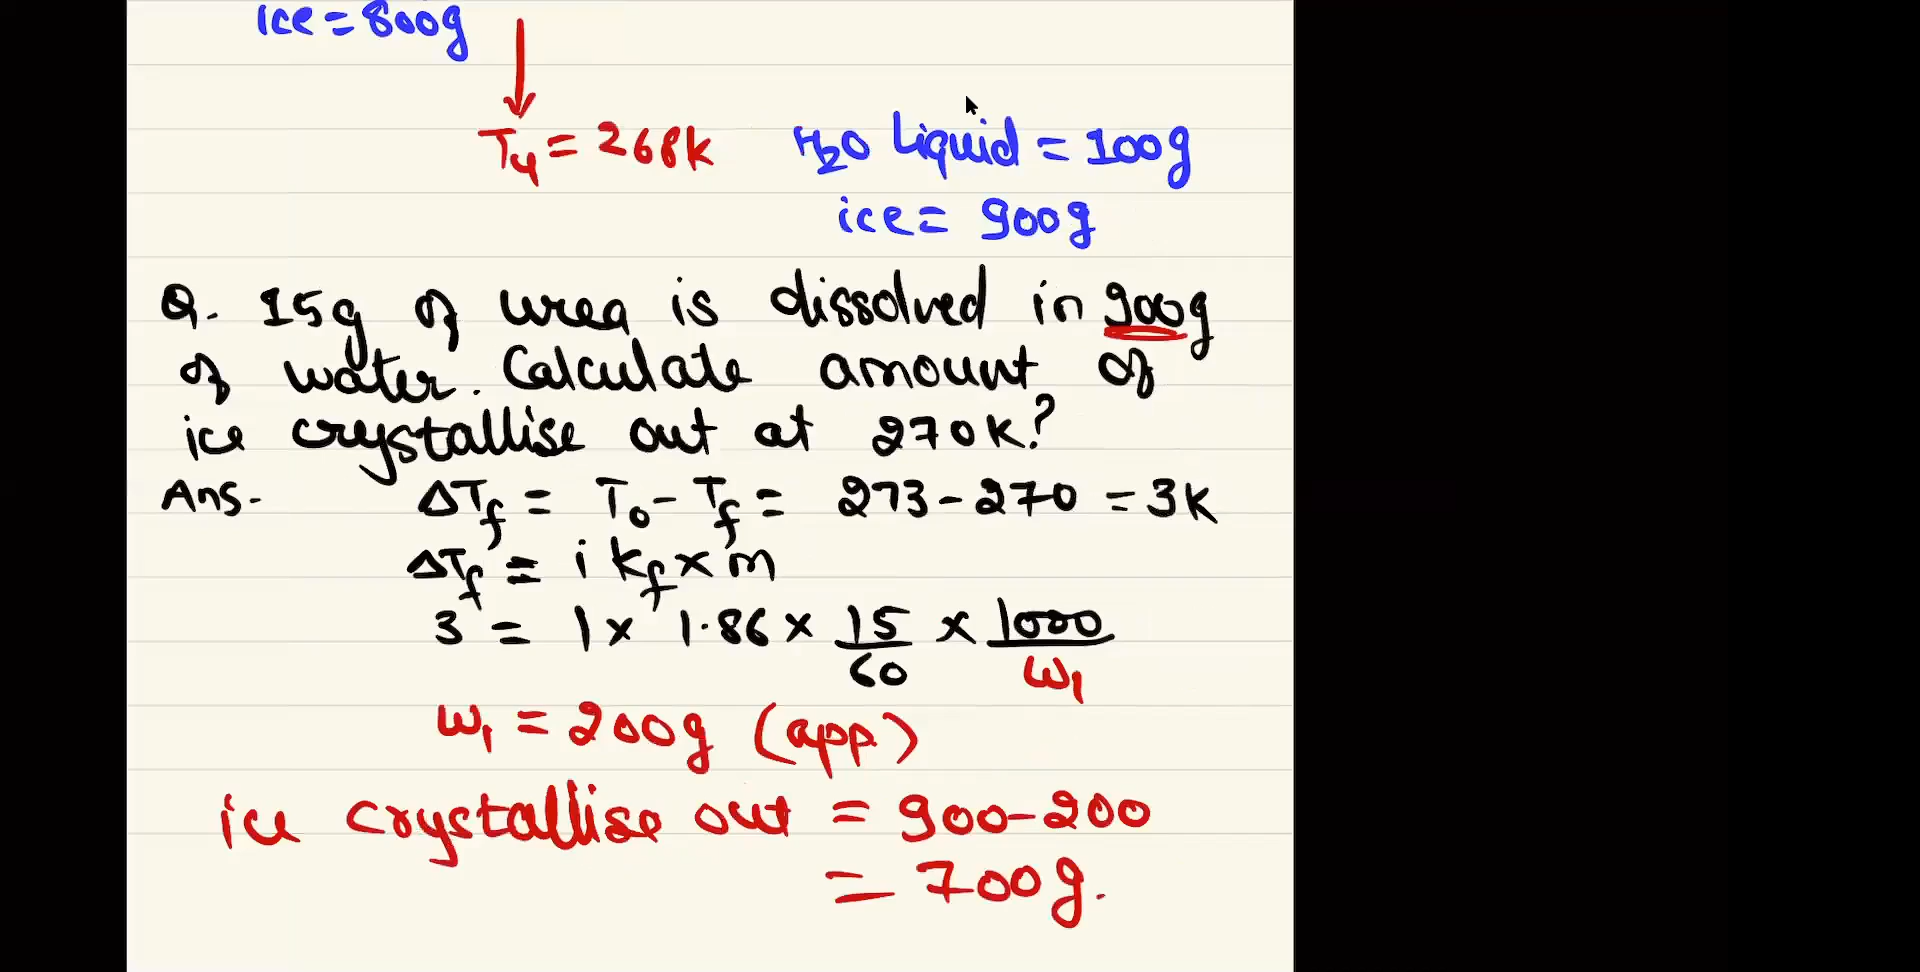 ice = 800g
T4 = 268K H2O Liquid = 100g
ice = 900g
Q. 15g of urea is dissolved in 900g
of water. Calculate amount of
ice crystallise out at 270K?
Ans. ΔTf = To - Tf = 273 - 270 = 3K
ΔTf = i kf × m
3 = 1 × 1.86 × 15/60 × 1000/W1
W1 = 200g (app.)
ice crystallise out = 900-200
= 700g.